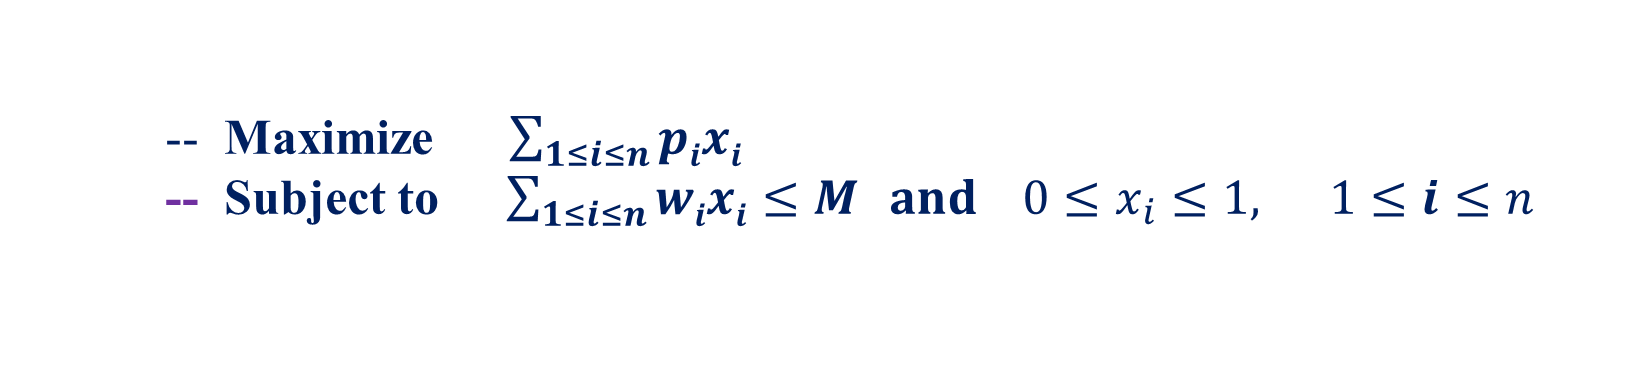 -- Maximize ∑₁≤ᵢ≤ₙ pᵢxᵢ
-- Subject to ∑₁≤ᵢ≤ₙ wᵢxᵢ ≤ M and 0 ≤ xᵢ ≤ 1, 1 ≤ i ≤ n